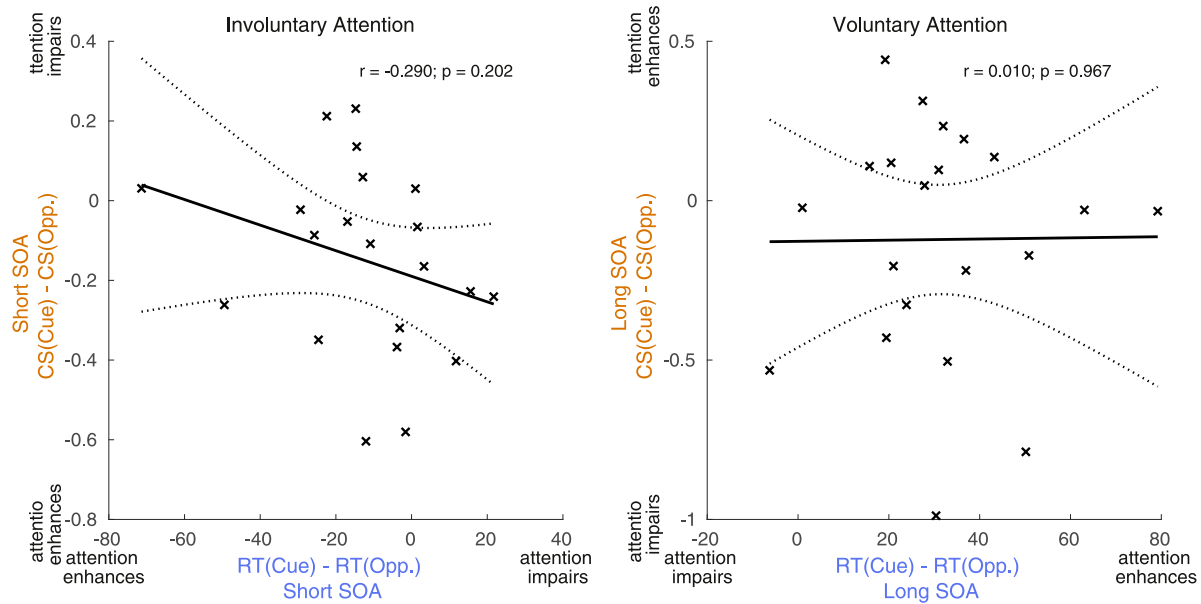 Involuntary Attention
r = -0.290; p = 0.202
ttention
impairs
0.4
0.2
0
-0.2
-0.4
-0.6
-0.8
Short SOA
CS(Cue) - CS(Opp.)
attentio
enhances
-80
-60
-40
-20
0
20
40
attention
enhances
RT(Cue) - RT(Opp.)
Short SOA
attention
impairs
Voluntary Attention
r = 0.010; p = 0.967
ttention
enhances
0.5
0
-0.5
-1
Long SOA
CS(Cue) - CS(Opp.)
attentio
impairs
-20
0
20
40
60
80
attention
impairs
RT(Cue) - RT(Opp.)
Long SOA
attention
enhances